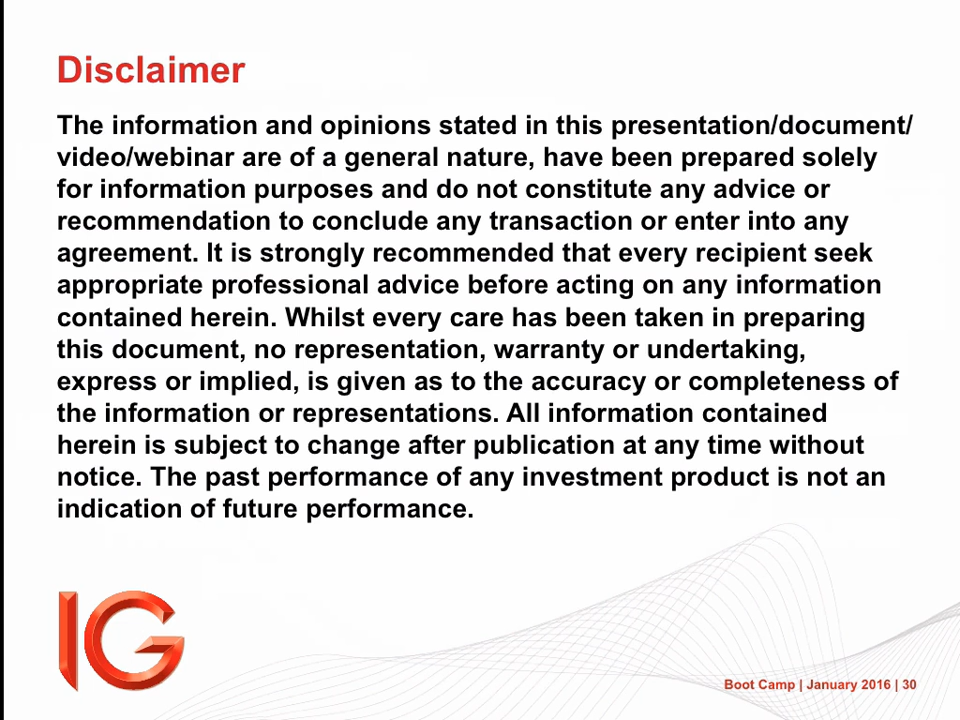 Disclaimer
The information and opinions stated in this presentation/document/
video/webinar are of a general nature, have been prepared solely
for information purposes and do not constitute any advice or
recommendation to conclude any transaction or enter into any
agreement. It is strongly recommended that every recipient seek
appropriate professional advice before acting on any information
contained herein. Whilst every care has been taken in preparing
this document, no representation, warranty or undertaking,
express or implied, is given as to the accuracy or completeness of
the information or representations. All information contained
herein is subject to change after publication at any time without
notice. The past performance of any investment product is not an
indication of future performance.
IG
Boot Camp | January 2016 | 30